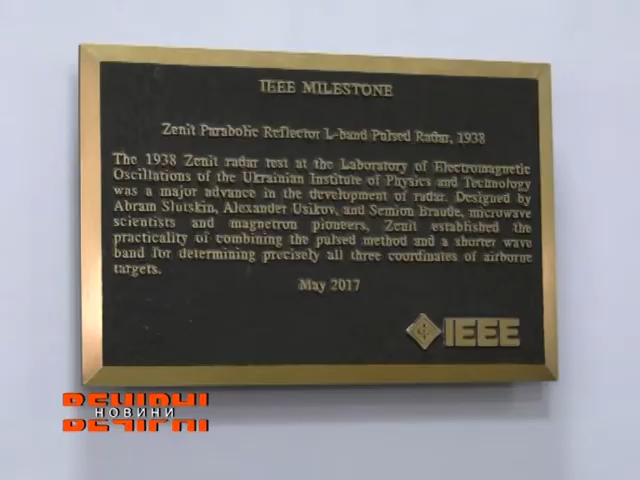 IEEE MILESTONE
Zenit Parabolic Reflector L-band Pulsed Radar, 1938
The 1938 Zenit radar test at the Laboratory of Electromagnetic
Oscillations of the Ukrainian Institute of Physics and Technology
was a major advance in the development of radar. Designed by
Abram Slutskin, Alexander Usikov, and Semion Braude, microwave
scientists and magnetron pioneers, Zenit established the
practicality of combining the pulsed method and a shorter wave
band for determining precisely all three coordinates of airborne
targets.
May 2017
IEEE
ВЕЧІРНІ
НОВИНИ